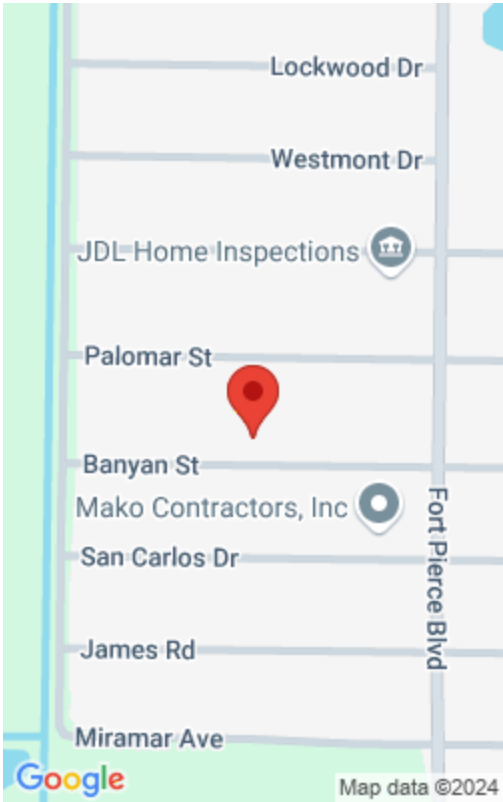 Lockwood Dr
Westmont Dr
JDL Home Inspections
Palomar St
Banyan St
Mako Contractors, Inc
Fort Pierce Blvd
San Carlos Dr
James Rd
Miramar Ave
Google
Map data ©2024